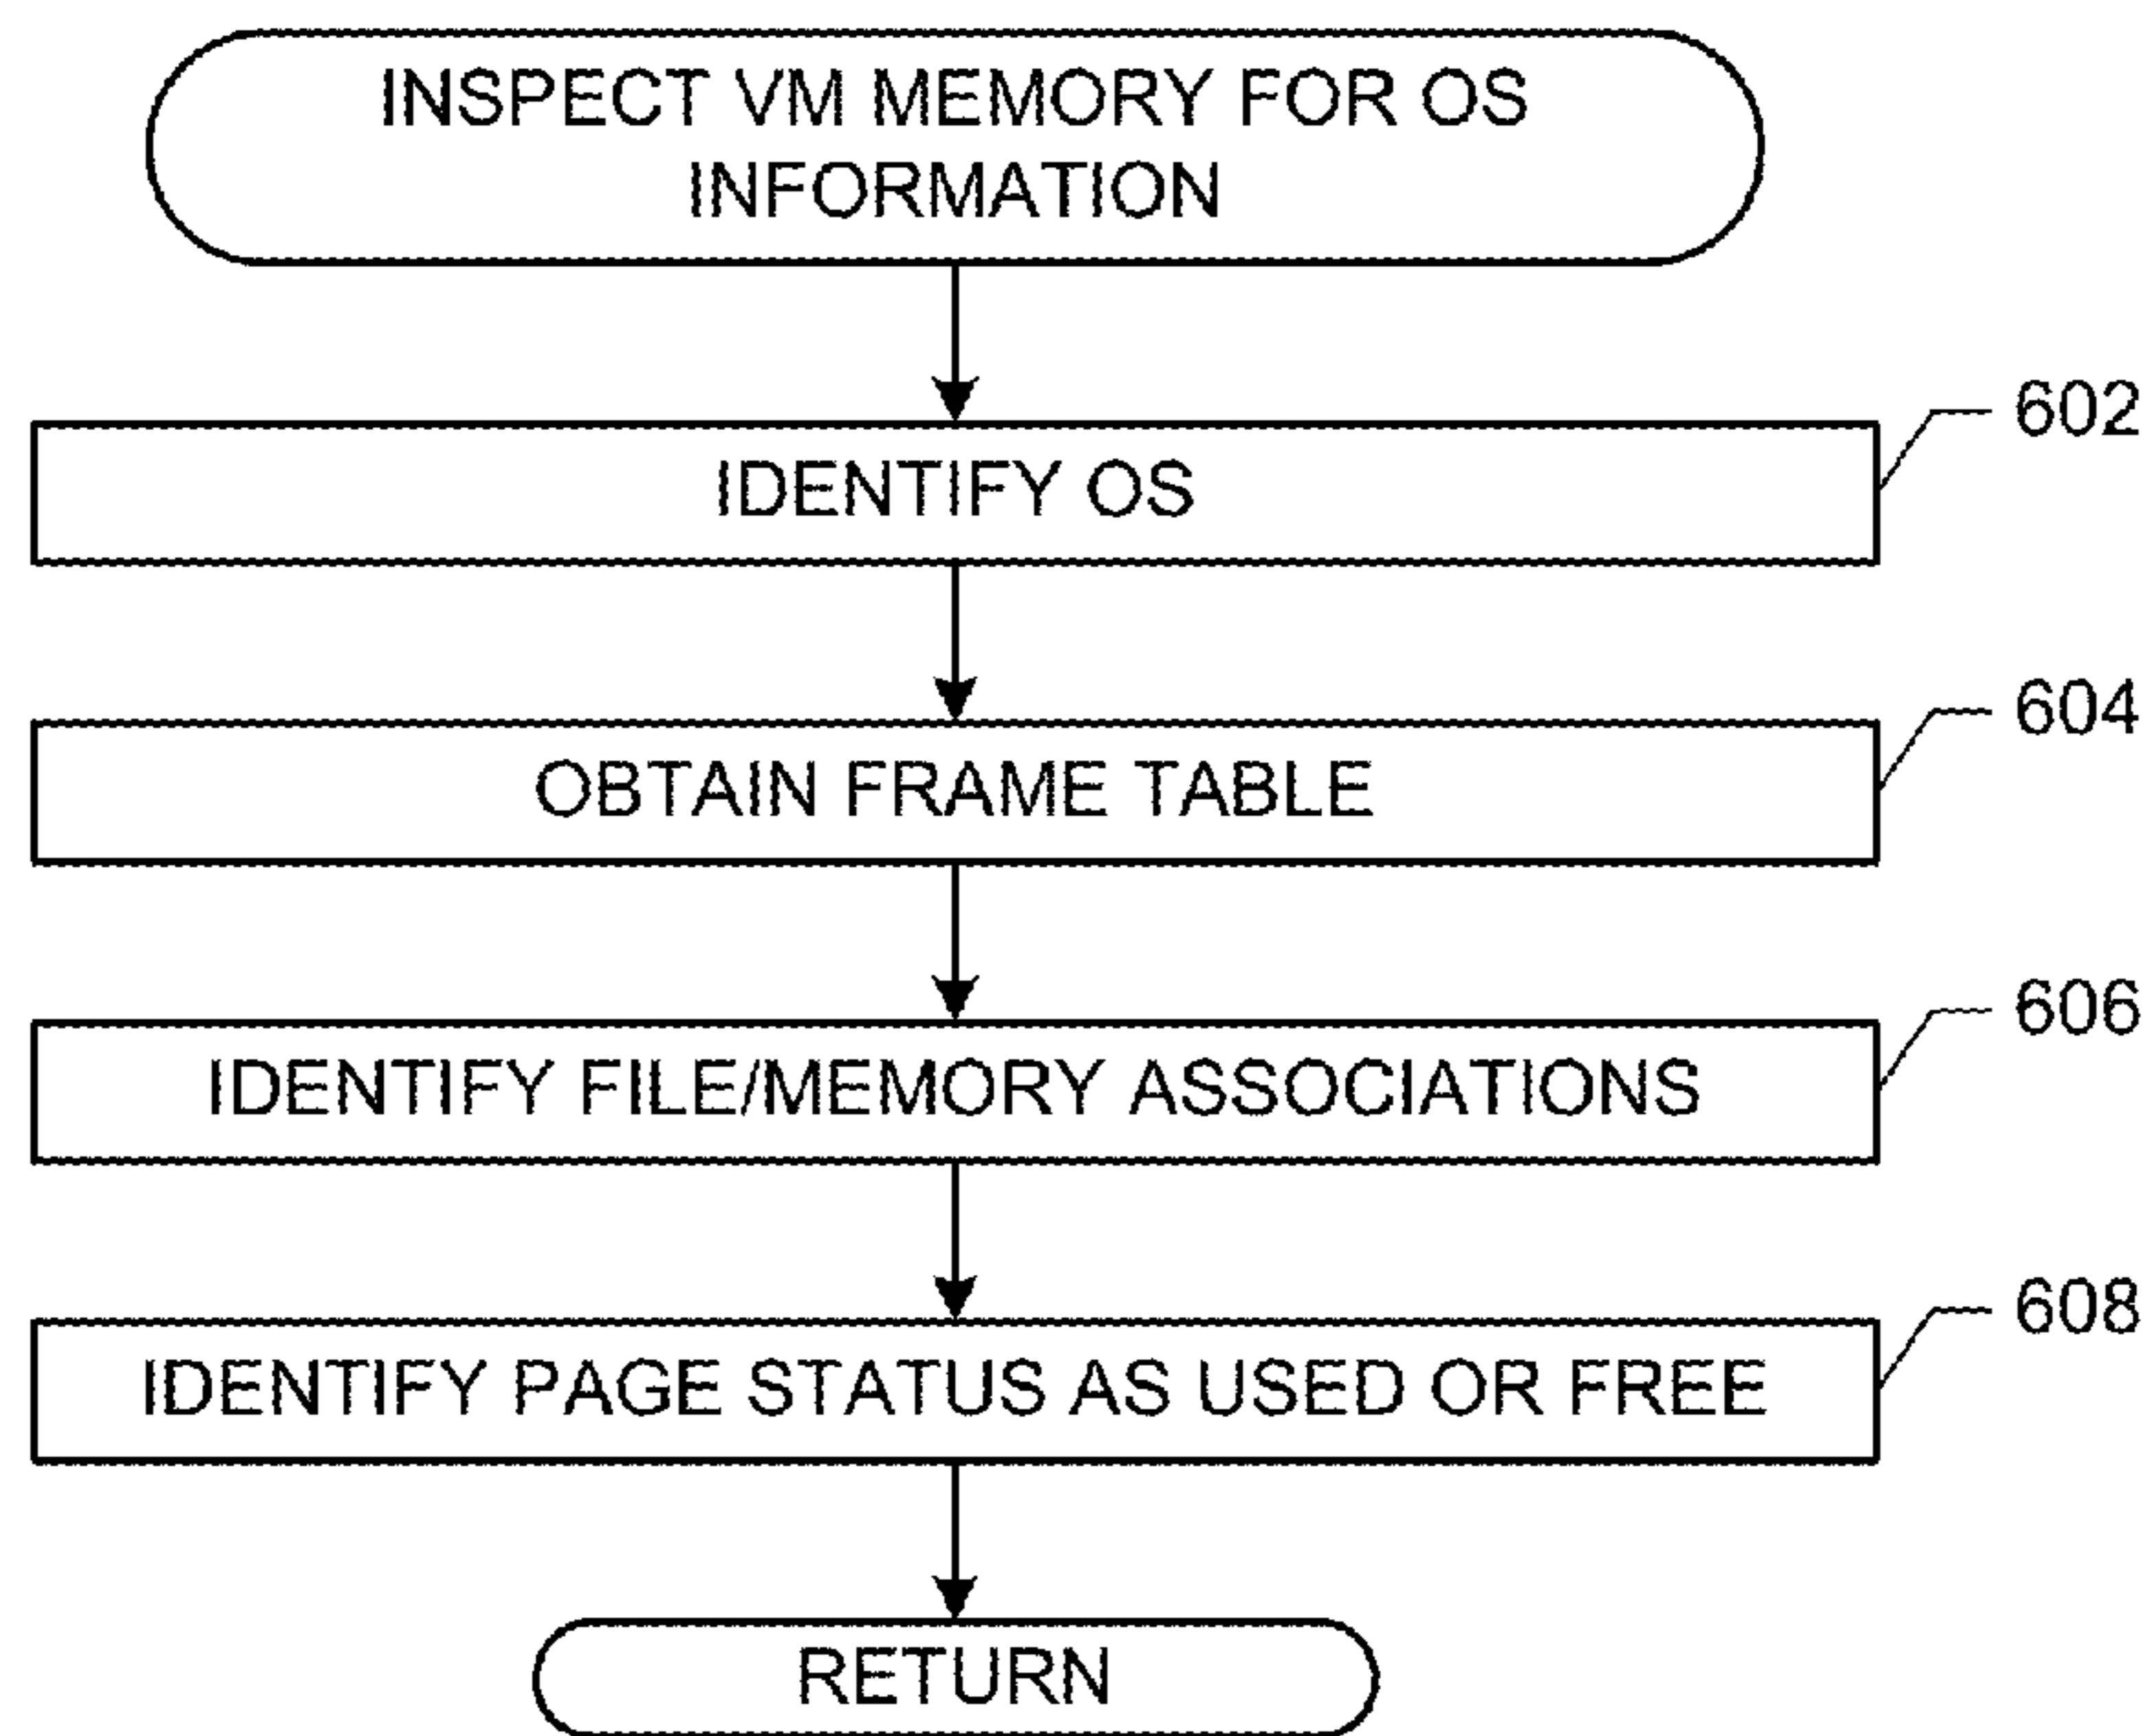 INSPECT VM MEMORY FOR OS
INFORMATION
602
IDENTIFY OS
604
OBTAIN FRAME TABLE
606
IDENTIFY FILE/MEMORY ASSOCIATIONS
608
IDENTIFY PAGE STATUS AS USED OR FREE
RETURN